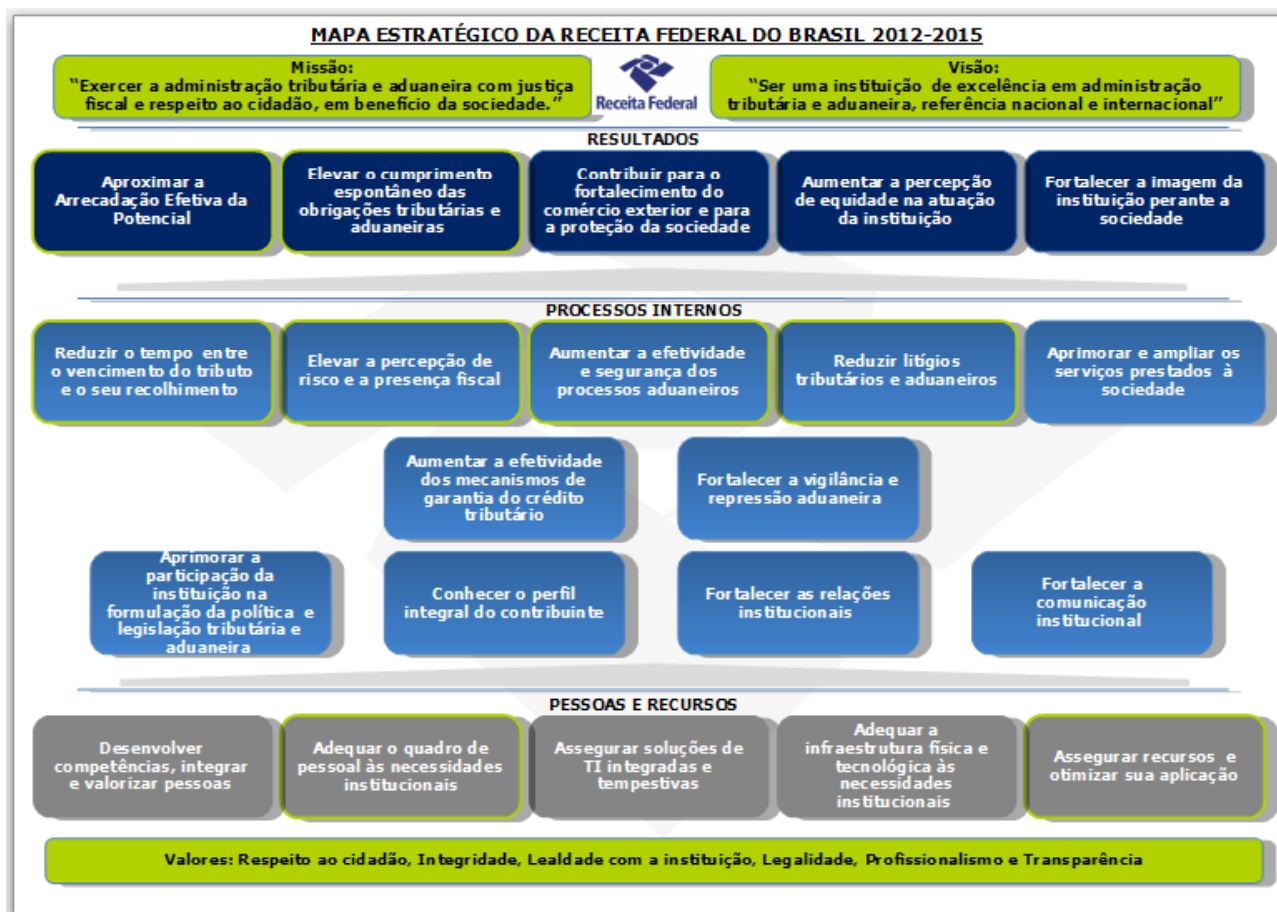 MAPA ESTRATÉGICO DA RECEITA FEDERAL DO BRASIL 2012-2015
Missão:
“Exercer a administração tributária e aduaneira com justiça
fiscal e respeito ao cidadão, em benefício da sociedade.”
Receita Federal
Visão:
“Ser uma instituição de excelência em administração
tributária e aduaneira, referência nacional e internacional”
RESULTADOS
Aproximar a
Arrecadação Efetiva da
Potencial
Elevar o cumprimento
espontâneo das
obrigações tributárias e
aduaneiras
Contribuir para o
fortalecimento do
comércio exterior e para
a proteção da sociedade
Aumentar a percepção
de equidade na atuação
da instituição
Fortalecer a imagem da
instituição perante a
sociedade
PROCESSOS INTERNOS
Reduzir o tempo entre
o vencimento do tributo
e o seu recolhimento
Elevar a percepção de
risco e a presença fiscal
Aumentar a efetividade
e segurança dos
processos aduaneiros
Reduzir litígios
tributários e aduaneiros
Aprimorar e ampliar os
serviços prestados à
sociedade
Aumentar a efetividade
dos mecanismos de
garantia do crédito
tributário
Fortalecer a vigilância e
repressão aduaneira
Aprimorar a
participação da
instituição na
formulação da política e
legislação tributária e
aduaneira
Conhecer o perfil
integral do contribuinte
Fortalecer as relações
institucionais
Fortalecer a
comunicação
institucional
PESSOAS E RECURSOS
Desenvolver
competências, integrar
e valorizar pessoas
Adequar o quadro de
pessoal às necessidades
institucionais
Assegurar soluções de
TI integradas e
tempestivas
Adequar a
infraestrutura física e
tecnológica às
necessidades
institucionais
Assegurar recursos e
otimizar sua aplicação
Valores: Respeito ao cidadão, Integridade, Lealdade com a instituição, Legalidade, Profissionalismo e Transparência